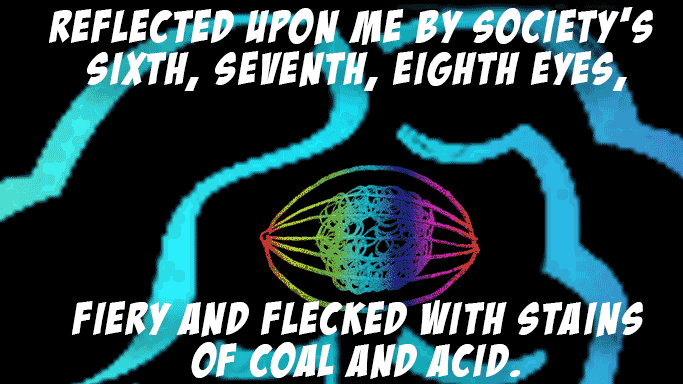 REFLECTED UPON ME BY SOCIETY'S
SIXTH, SEVENTH, EIGHTH EYES,
FIERY AND FLECKED WITH STAINS
OF COAL AND ACID.